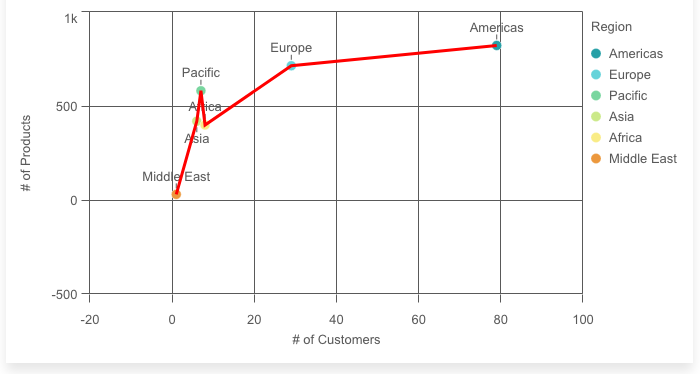 Region
Americas
Europe
Pacific
Asia
Africa
Middle East
1k
500
0
-500
# of Products
Americas
Europe
Pacific
Africa
Asia
Middle East
-20
0
20
40
60
80
100
# of Customers